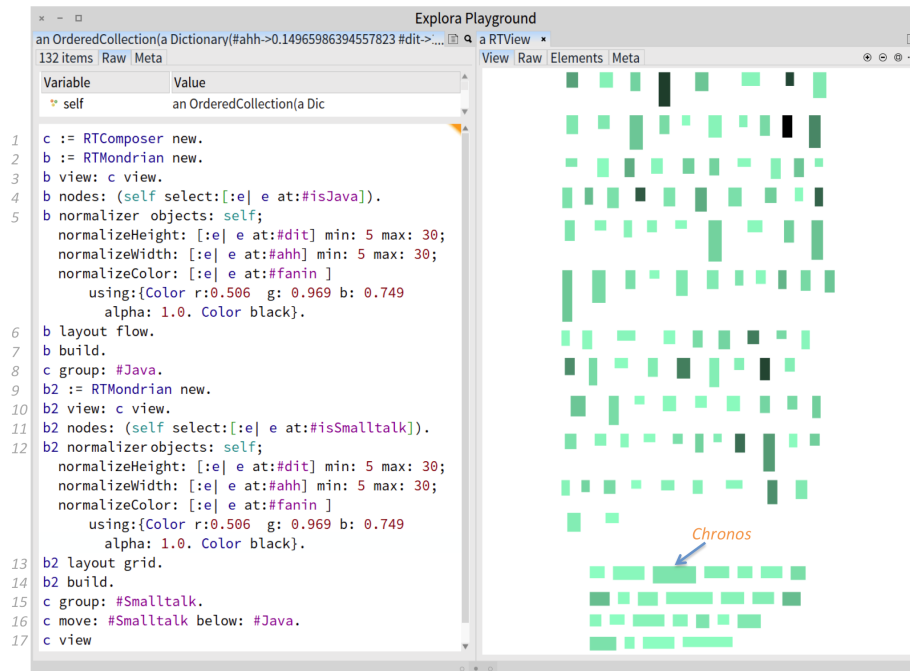 Explora Playground
an OrderedCollection(a Dictionary(#ahh->0.14965986394557823 #dit->:...
a RTView ×
132 items Raw Meta
View Raw Elements Meta
Variable Value
self an OrderedCollection(a Dic
1 c := RTComposer new.
2 b := RTMondrian new.
3 b view: c view.
4 b nodes: (self select:[:e| e at:#isJava]).
5 b normalizer objects: self;
normalizeHeight: [:e| e at:#dit] min: 5 max: 30;
normalizeWidth: [:e| e at:#ahh] min: 5 max: 30;
normalizeColor: [:e| e at:#fanin ]
using:{Color r:0.506 g: 0.969 b: 0.749
alpha: 1.0. Color black}.
6 b layout flow.
7 b build.
8 c group: #Java.
9 b2 := RTMondrian new.
10 b2 view: c view.
11 b2 nodes: (self select:[:e| e at:#isSmalltalk]).
12 b2 normalizer objects: self;
normalizeHeight: [:e| e at:#dit] min: 5 max: 30;
normalizeWidth: [:e| e at:#ahh] min: 5 max: 30;
normalizeColor: [:e| e at:#fanin ]
using:{Color r:0.506 g: 0.969 b: 0.749
alpha: 1.0. Color black}.
13 b2 layout grid.
14 b2 build.
15 c group: #Smalltalk.
16 c move: #Smalltalk below: #Java.
17 c view
Chronos